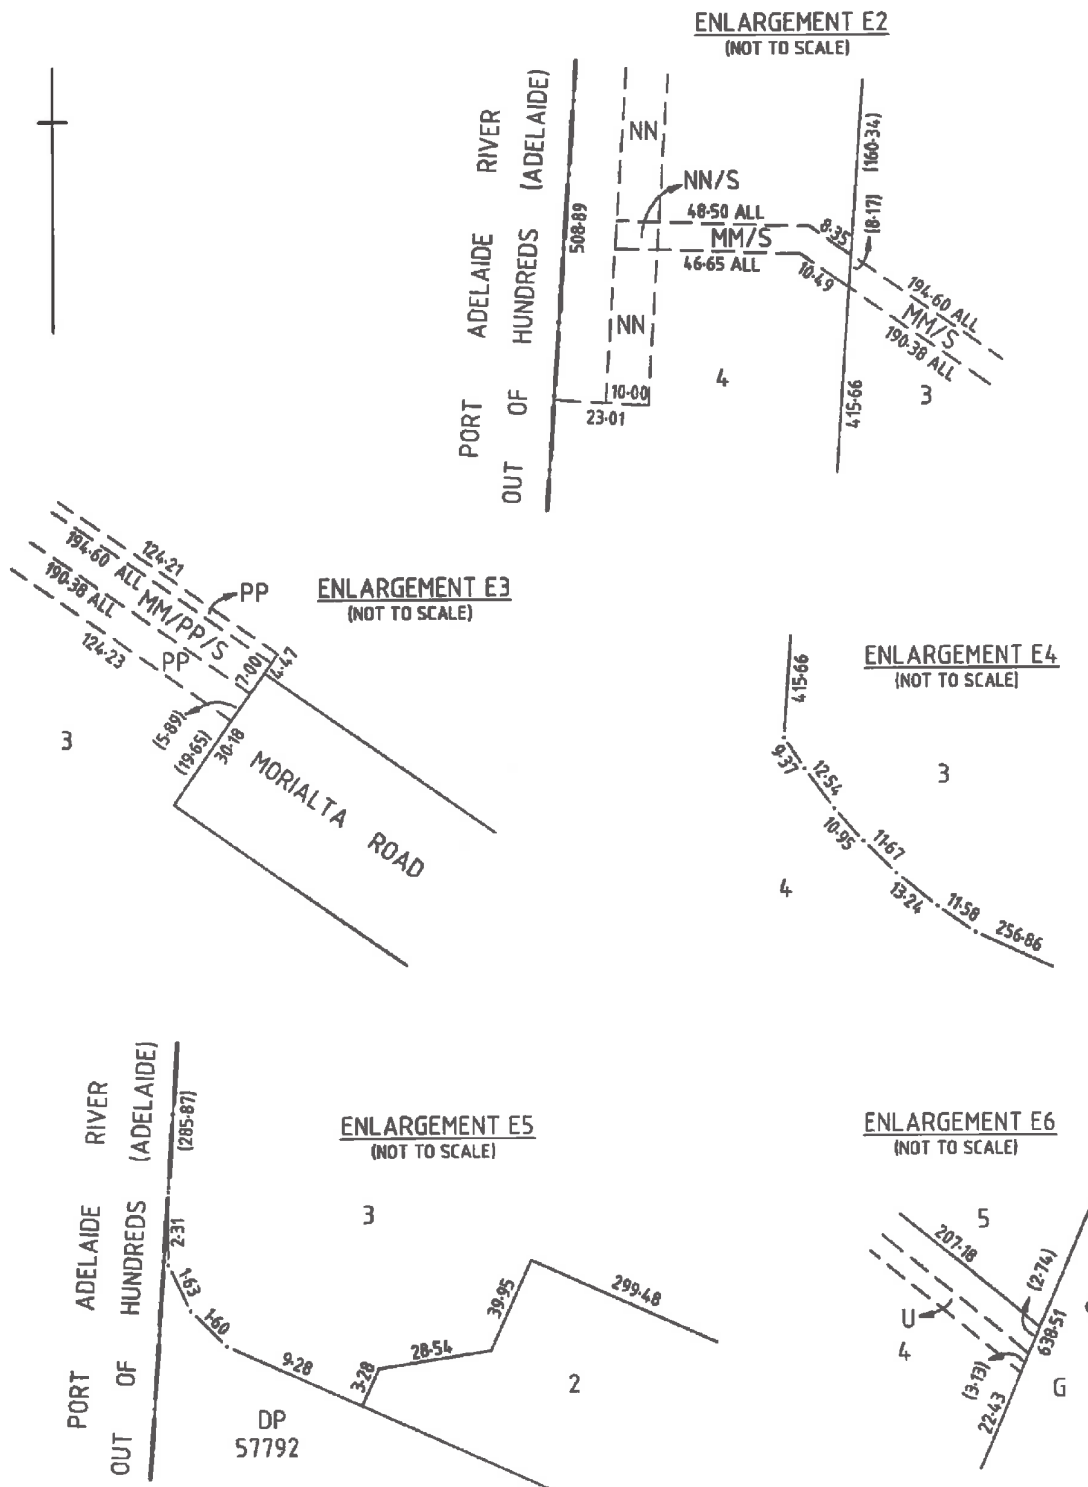 ENLARGEMENT E2
(NOT TO SCALE)
PORT ADELAIDE RIVER
OUT OF HUNDREDS (ADELAIDE)
508·89
NN
NN/S
48·50 ALL
MM/S
46·65 ALL
8·35
10·49
(160·34)
(8·17)
194·60 ALL
MM/S
190·38 ALL
NN
10·00
23·01
4
415·66
3
ENLARGEMENT E3
(NOT TO SCALE)
124·21
194·60 ALL
PP
MM/PP/S
190·38 ALL
PP
124·23
(7·00)
4·47
(5·89)
(19·65)
30·18
3
MORIALTA ROAD
ENLARGEMENT E4
(NOT TO SCALE)
415·66
9·37
12·54
10·95
11·67
13·24
11·58
256·86
3
4
ENLARGEMENT E5
(NOT TO SCALE)
PORT ADELAIDE RIVER
OUT OF HUNDREDS (ADELAIDE)
(285·87)
2·31
1·63
1·60
9·28
3·28
28·54
39·95
299·48
3
2
DP
57792
ENLARGEMENT E6
(NOT TO SCALE)
5
207·18
(2·74)
638·51
U
4
(3·13)
22·43
G